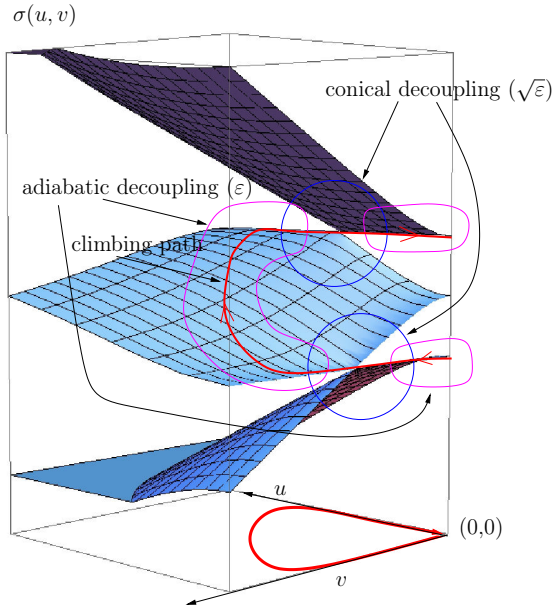 σ(u, v)
conical decoupling (√ε)
adiabatic decoupling (ε)
climbing path
u
(0,0)
v